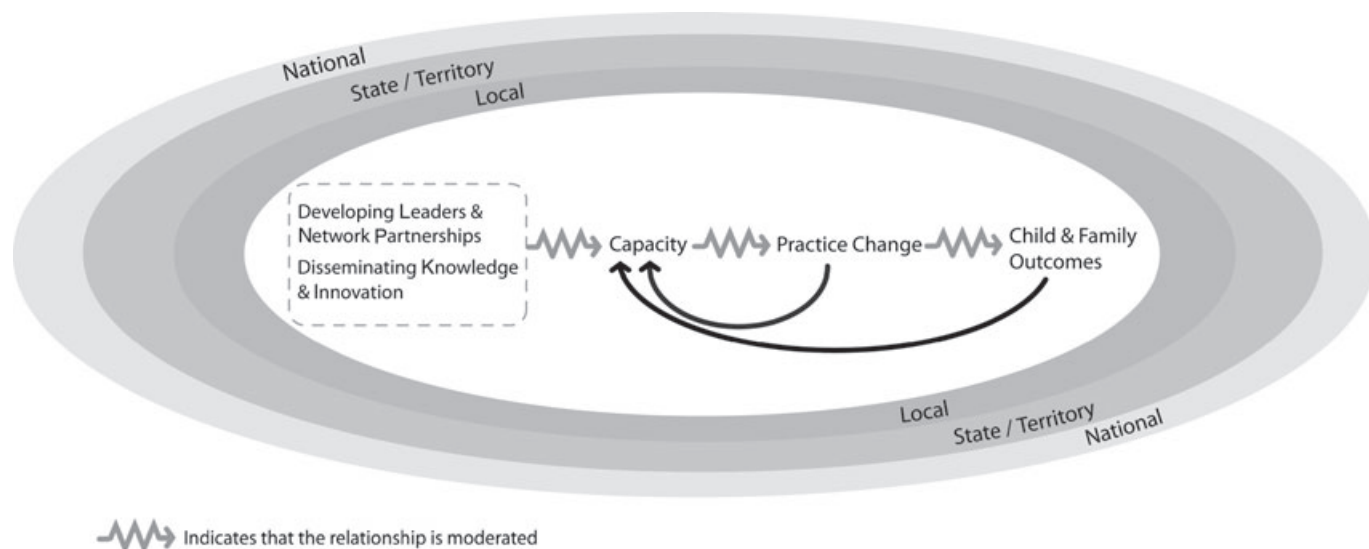 National
State / Territory
Local
Developing Leaders &
Network Partnerships
Disseminating Knowledge
& Innovation
Capacity
Practice Change
Child & Family
Outcomes
Local
State / Territory
National
Indicates that the relationship is moderated